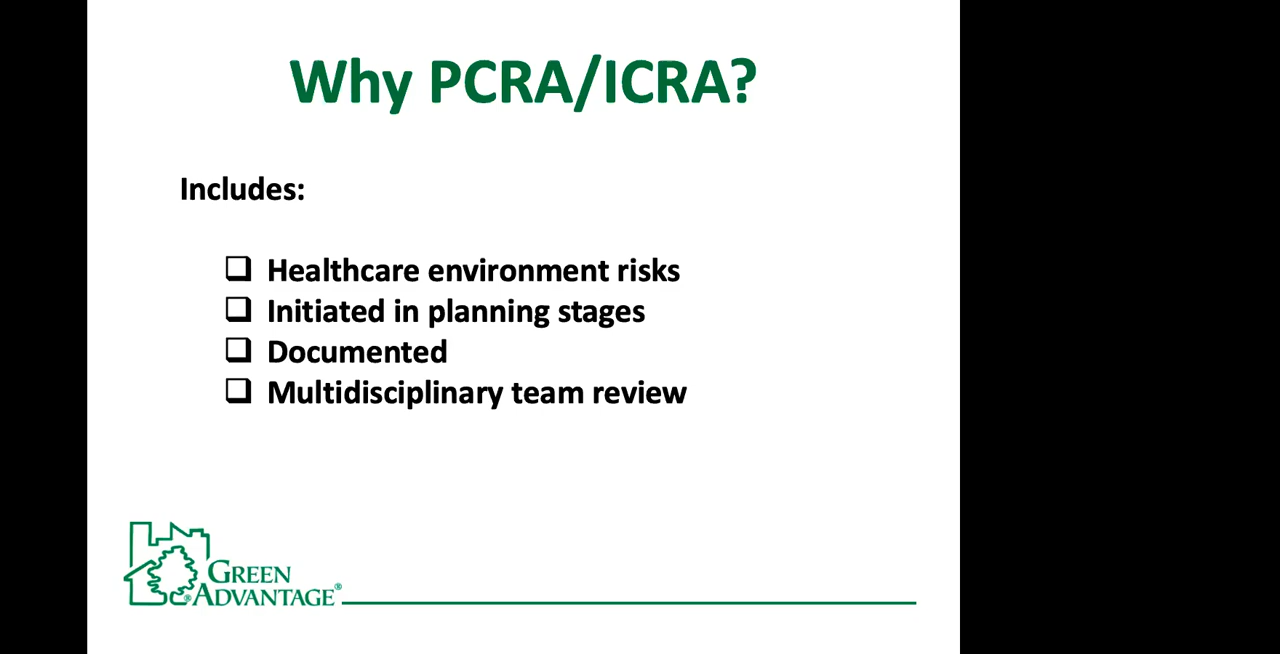 Why PCRA/ICRA?
Includes:
❑ Healthcare environment risks
❑ Initiated in planning stages
❑ Documented
❑ Multidisciplinary team review
GREEN
®ADVANTAGE®